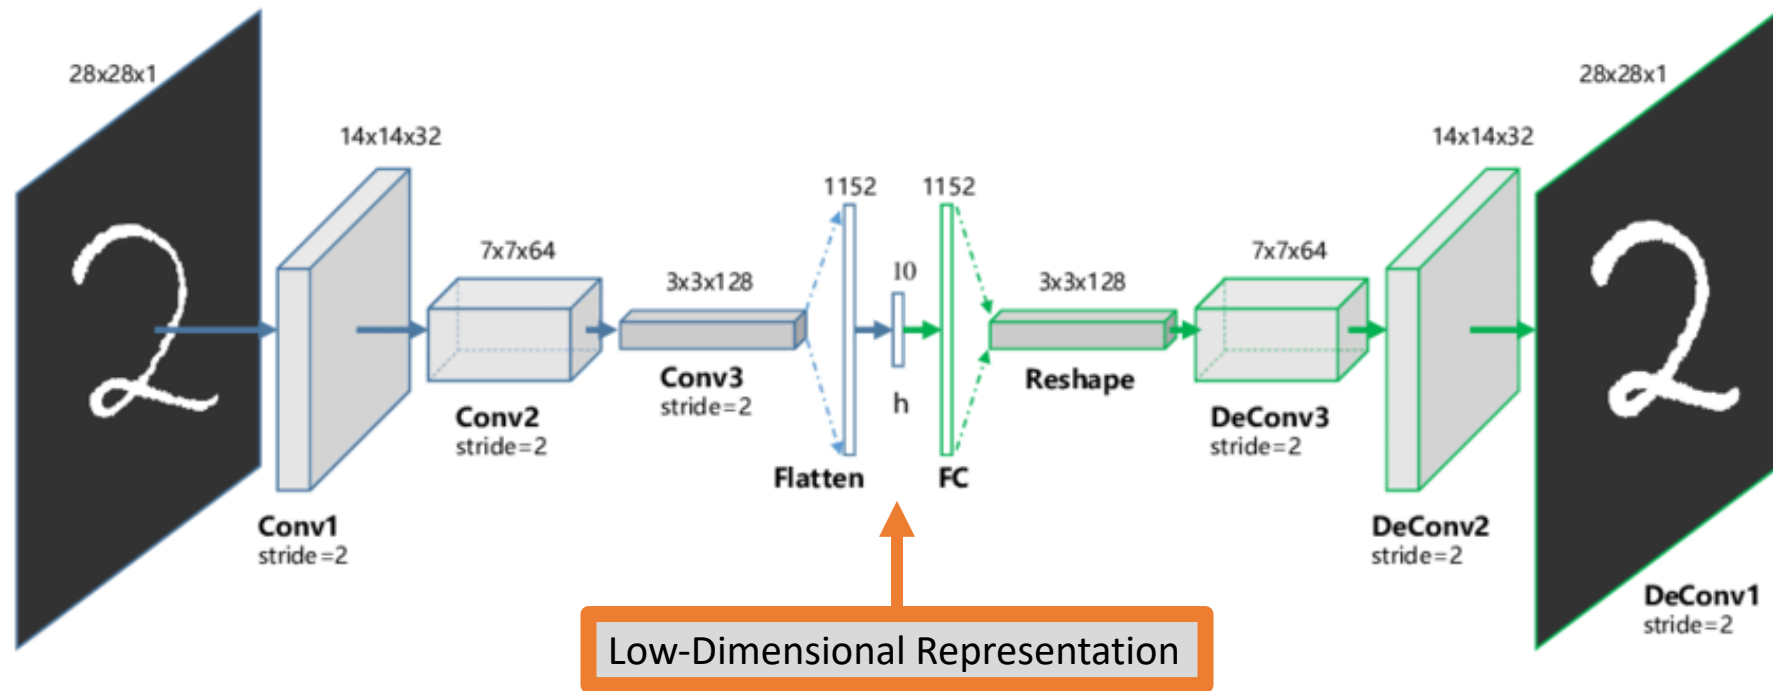 28x28x1
14x14x32
7x7x64
3x3x128
1152
1152
10
h
3x3x128
7x7x64
14x14x32
28x28x1
Conv1
stride=2
Conv2
stride=2
Conv3
stride=2
Flatten
FC
Reshape
DeConv3
stride=2
DeConv2
stride=2
DeConv1
stride=2
Low-Dimensional Representation